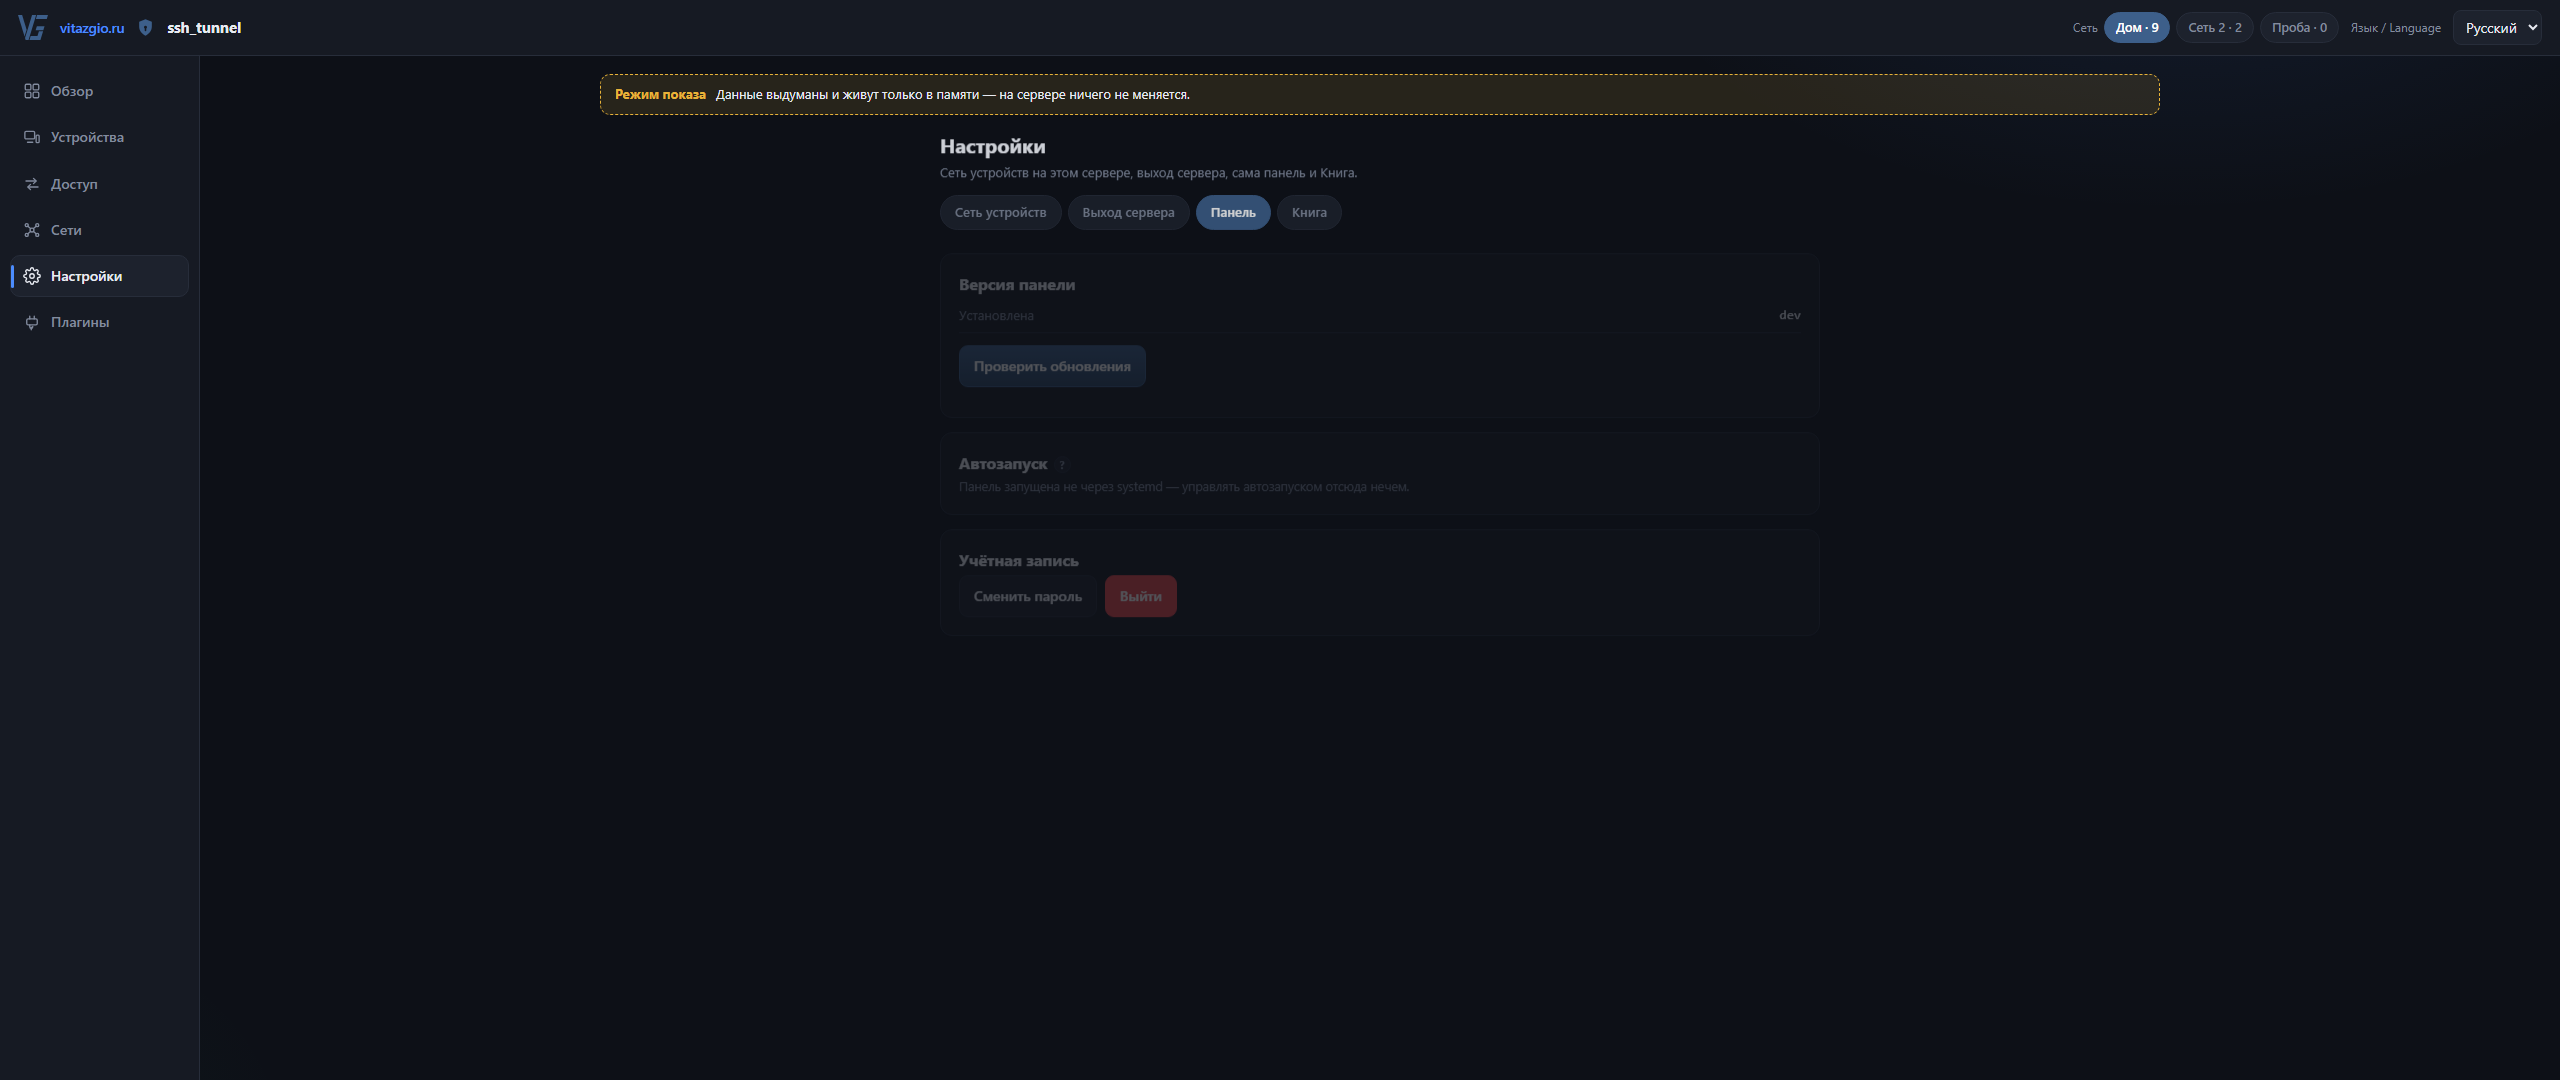 vitazgio.ru ssh_tunnel
Сеть Дом · 9 Сеть 2 · 2 Проба · 0 Язык / Language Русский
Обзор
Устройства
Доступ
Сети
Настройки
Плагины
Режим показа Данные выдуманы и живут только в памяти — на сервере ничего не меняется.
Настройки
Сеть устройств на этом сервере, выход сервера, сама панель и Книга.
Сеть устройств Выход сервера Панель Книга
Версия панели
Установлена dev
Проверить обновления
Автозапуск ?
Панель запущена не через systemd — управлять автозапуском отсюда нечем.
Учётная запись
Сменить пароль Выйти